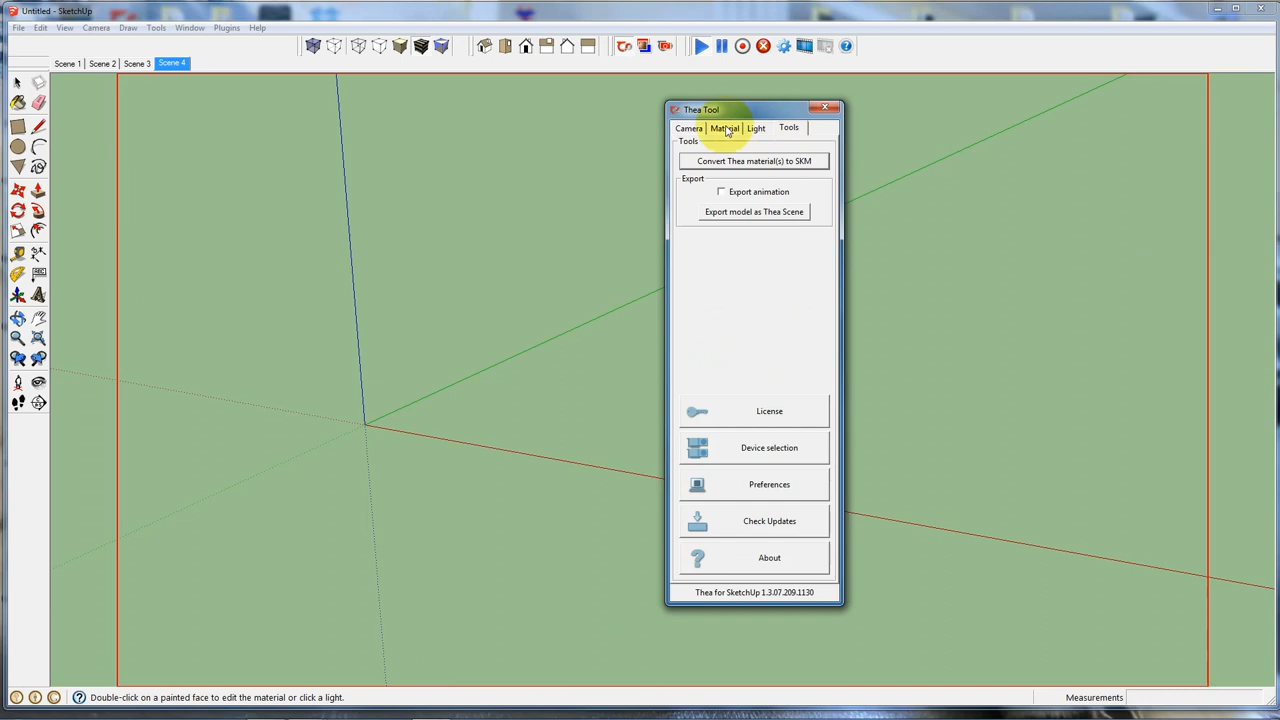 Untitled - SketchUp
File Edit View Camera Draw Tools Window Plugins Help
Scene 1 Scene 2 Scene 3 Scene 4
Thea Tool
Camera Material Light Tools
Tools
Convert Thea material(s) to SKM
Export
Export animation
Export model as Thea Scene
License
Device selection
Preferences
Check Updates
About
Thea for SketchUp 1.3.07.209.1130
Double-click on a painted face to edit the material or click a light.
Measurements